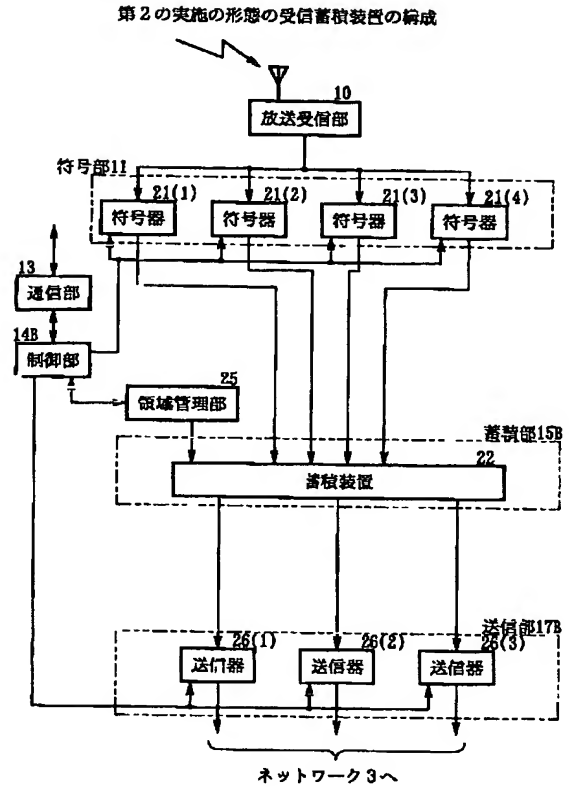 第2の実施の形態の受信蓄積装置の構成
10
放送受信部
符号部11
21(1)
21(2)
21(3)
21(4)
符号器
符号器
符号器
符号器
13
通信部
14B
制御部
25
領域管理部
蓄積部15B
22
蓄積装置
送信部17B
26(1)
26(2)
26(3)
送信器
送信器
送信器
ネットワーク3へ